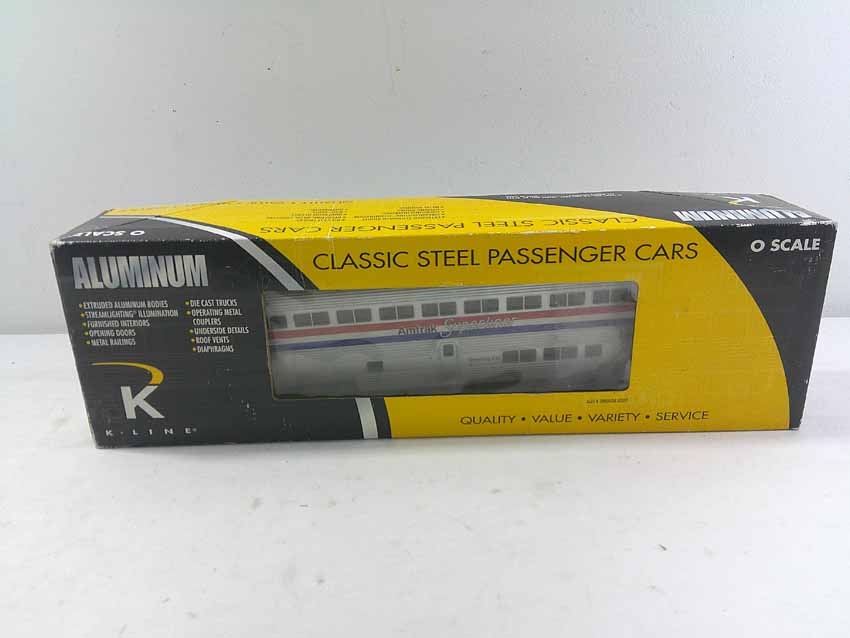 O SCALE
CLASSIC STEEL PASSENGER CARS
ALUMINUM
ALUMINUM
• EXTRUDED ALUMINUM BODIES
• STREAMLIGHTING® ILLUMINATION
• FURNISHED INTERIORS
• OPENING DOORS
• METAL RAILINGS
• DIE CAST TRUCKS
• OPERATING METAL COUPLERS
• UNDERSIDE DETAILS
• ROOF VENTS
• DIAPHRAGMS
CLASSIC STEEL PASSENGER CARS
O SCALE
Amtrak Superliner
K
K•LINE®
QUALITY • VALUE • VARIETY • SERVICE